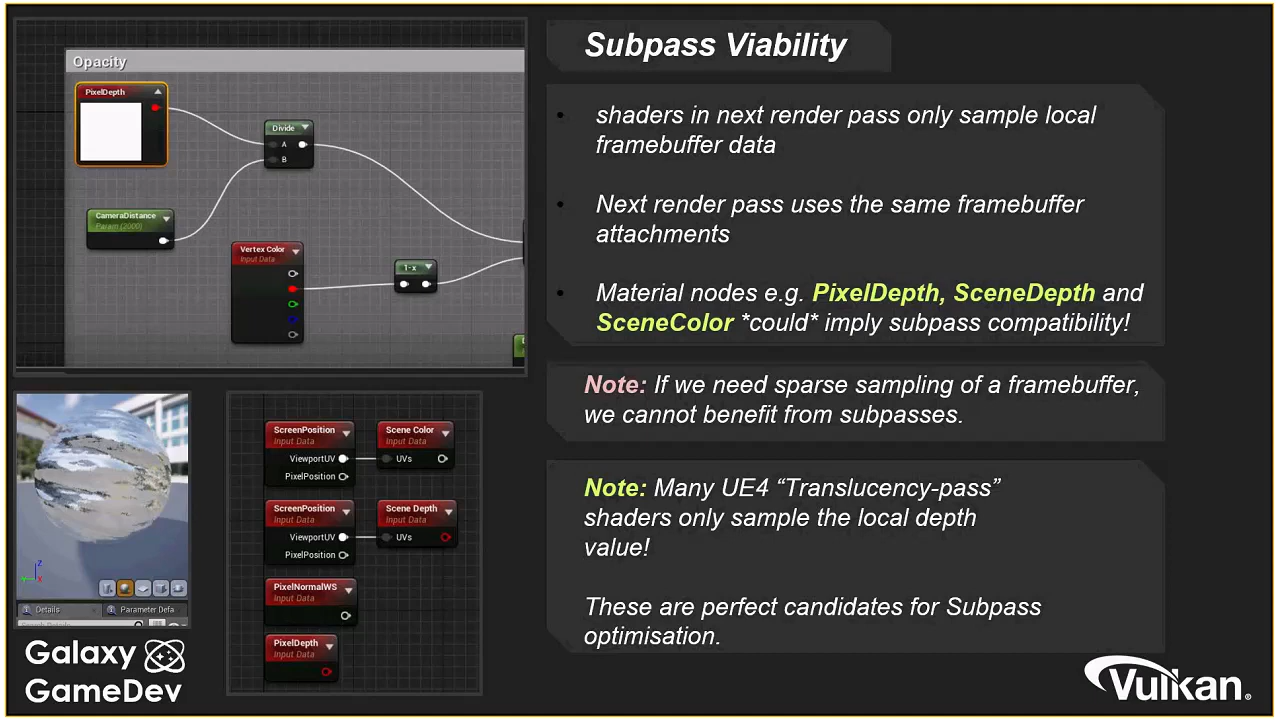 Opacity
PixelDepth
Divide
A
B
CameraDistance
Param (2000)
Vertex Color
Input Data
1-x
Subpass Viability
shaders in next render pass only sample local
framebuffer data
Next render pass uses the same framebuffer
attachments
Material nodes e.g. PixelDepth, SceneDepth and
SceneColor *could* imply subpass compatibility!
Note: If we need sparse sampling of a framebuffer,
we cannot benefit from subpasses.
Note: Many UE4 “Translucency-pass”
shaders only sample the local depth
value!
These are perfect candidates for Subpass
optimisation.
ScreenPosition
Input Data
ViewportUV
PixelPosition
Scene Color
Input Data
UVs
ScreenPosition
Input Data
ViewportUV
PixelPosition
Scene Depth
Input Data
UVs
PixelNormalWS
Input Data
PixelDepth
Input Data
Z
X
Details
Parameter Defa
Galaxy
GameDev
Vulkan®